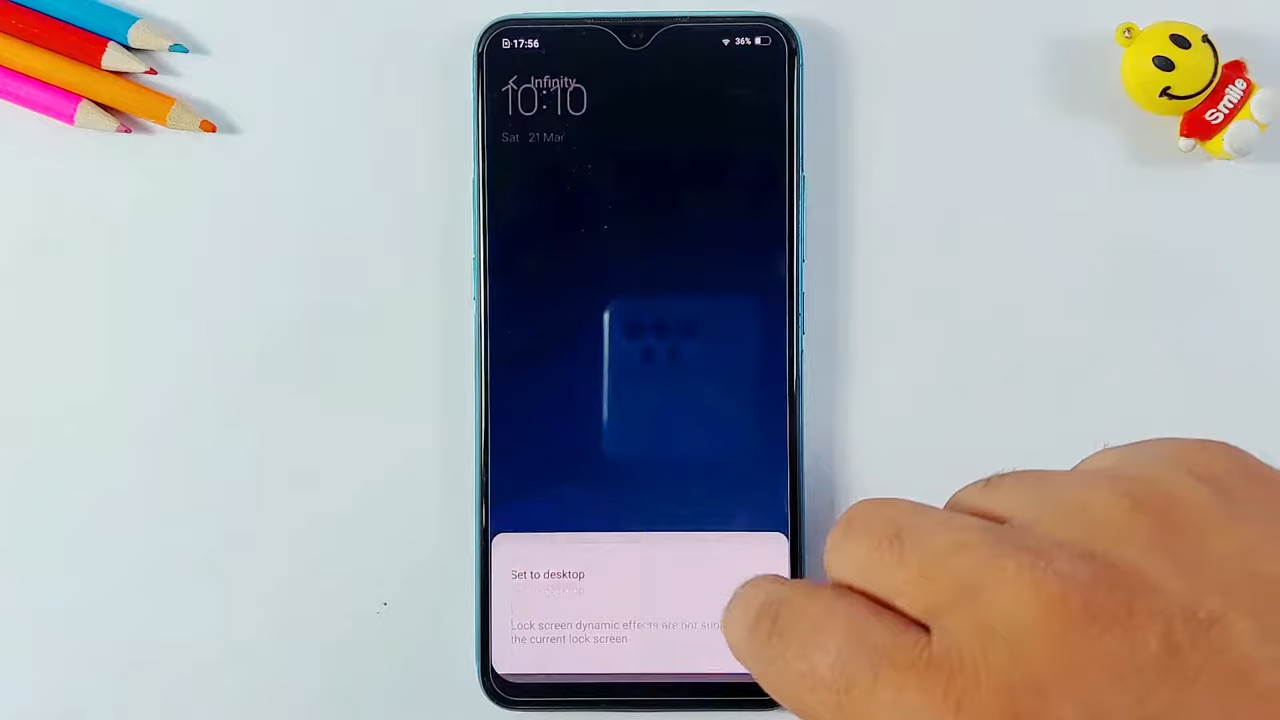 17:56
36%
Infinity
10:10
Sat 21 Mar
Set to desktop
Lock screen dynamic effects are not
the current lock screen
Smile